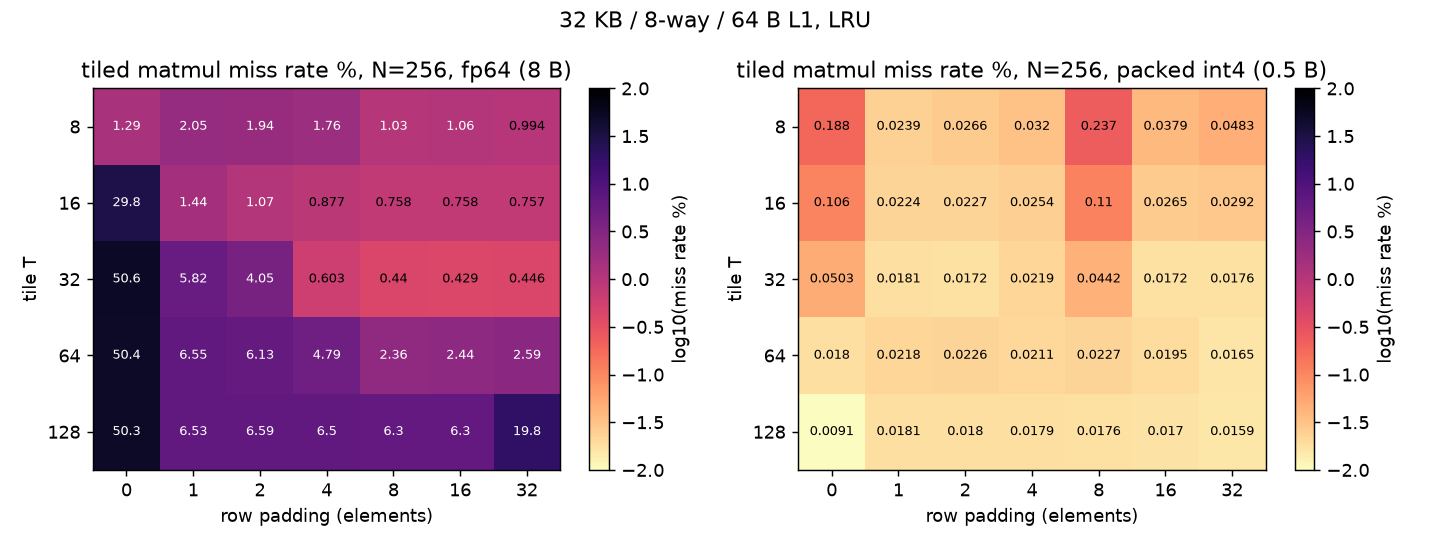 32 KB / 8-way / 64 B L1, LRU
tiled matmul miss rate %, N=256, fp64 (8 B)
tile T
8 1.29 2.05 1.94 1.76 1.03 1.06 0.994
16 29.8 1.44 1.07 0.877 0.758 0.758 0.757
32 50.6 5.82 4.05 0.603 0.44 0.429 0.446
64 50.4 6.55 6.13 4.79 2.36 2.44 2.59
128 50.3 6.53 6.59 6.5 6.3 6.3 19.8
0 1 2 4 8 16 32
row padding (elements)
2.0
1.5
1.0
0.5
0.0
−0.5
−1.0
−1.5
−2.0
log10(miss rate %)
tiled matmul miss rate %, N=256, packed int4 (0.5 B)
tile T
8 0.188 0.0239 0.0266 0.032 0.237 0.0379 0.0483
16 0.106 0.0224 0.0227 0.0254 0.11 0.0265 0.0292
32 0.0503 0.0181 0.0172 0.0219 0.0442 0.0172 0.0176
64 0.018 0.0218 0.0226 0.0211 0.0227 0.0195 0.0165
128 0.0091 0.0181 0.018 0.0179 0.0176 0.017 0.0159
0 1 2 4 8 16 32
row padding (elements)
2.0
1.5
1.0
0.5
0.0
−0.5
−1.0
−1.5
−2.0
log10(miss rate %)